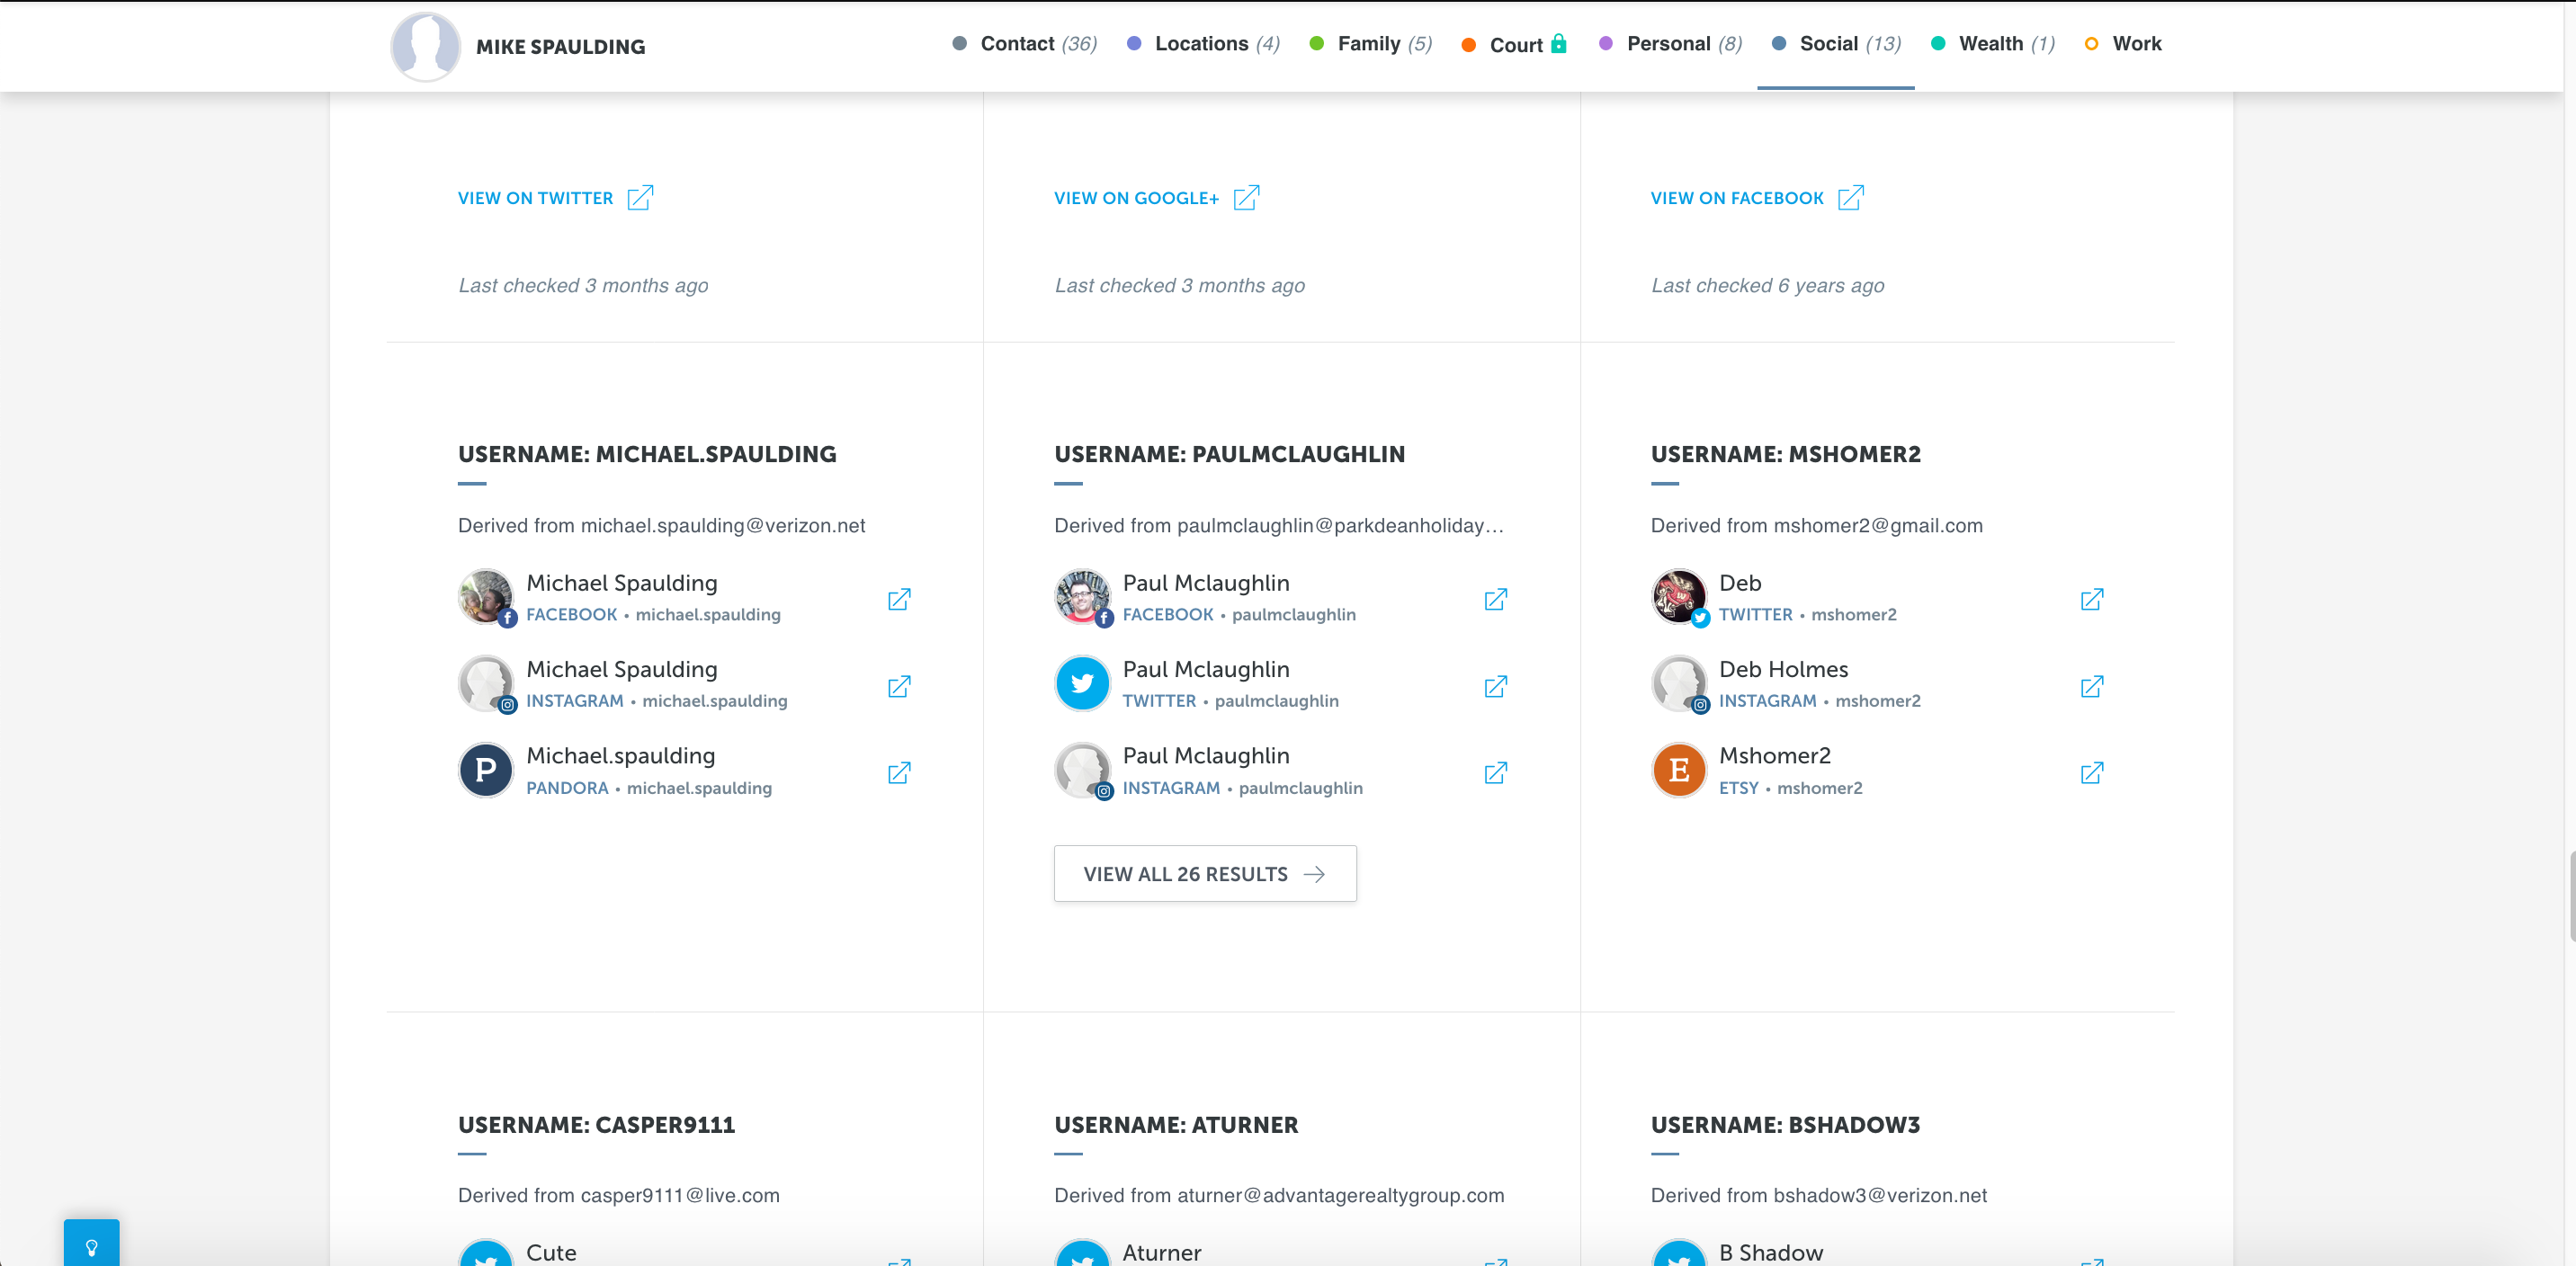 MIKE SPAULDING
Contact (36)
Locations (4)
Family (5)
Court
Personal (8)
Social (13)
Wealth (1)
Work
VIEW ON TWITTER
VIEW ON GOOGLE+
VIEW ON FACEBOOK
Last checked 3 months ago
Last checked 3 months ago
Last checked 6 years ago
USERNAME: MICHAEL.SPAULDING
Derived from michael.spaulding@verizon.net
Michael Spaulding
FACEBOOK • michael.spaulding
Michael Spaulding
INSTAGRAM • michael.spaulding
P
Michael.spaulding
PANDORA • michael.spaulding
USERNAME: PAULMCLAUGHLIN
Derived from paulmclaughlin@parkdeanholiday...
Paul Mclaughlin
FACEBOOK • paulmclaughlin
Paul Mclaughlin
TWITTER • paulmclaughlin
Paul Mclaughlin
INSTAGRAM • paulmclaughlin
VIEW ALL 26 RESULTS
USERNAME: MSHOMER2
Derived from mshomer2@gmail.com
Deb
TWITTER • mshomer2
Deb Holmes
INSTAGRAM • mshomer2
E
Mshomer2
ETSY • mshomer2
USERNAME: CASPER9111
Derived from casper9111@live.com
Cute
USERNAME: ATURNER
Derived from aturner@advantagerealtygroup.com
Aturner
USERNAME: BSHADOW3
Derived from bshadow3@verizon.net
B Shadow